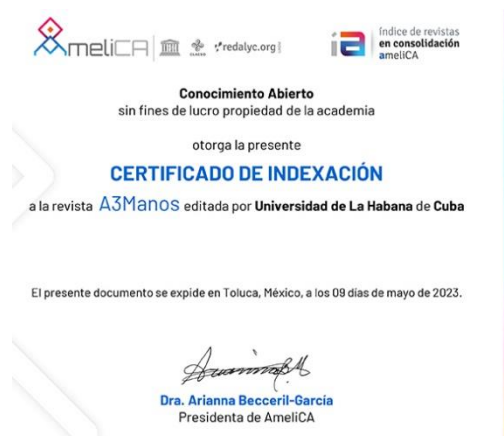 AmeliCA redalyc.org
índice de revistas
en consolidación
ameliCA
Conocimiento Abierto
sin fines de lucro propiedad de la academia
otorga la presente
CERTIFICADO DE INDEXACIÓN
a la revista A3Manos editada por Universidad de La Habana de Cuba
El presente documento se expide en Toluca, México, a los 09 días de mayo de 2023.
Dra. Arianna Becceril-García
Presidenta de AmeliCA